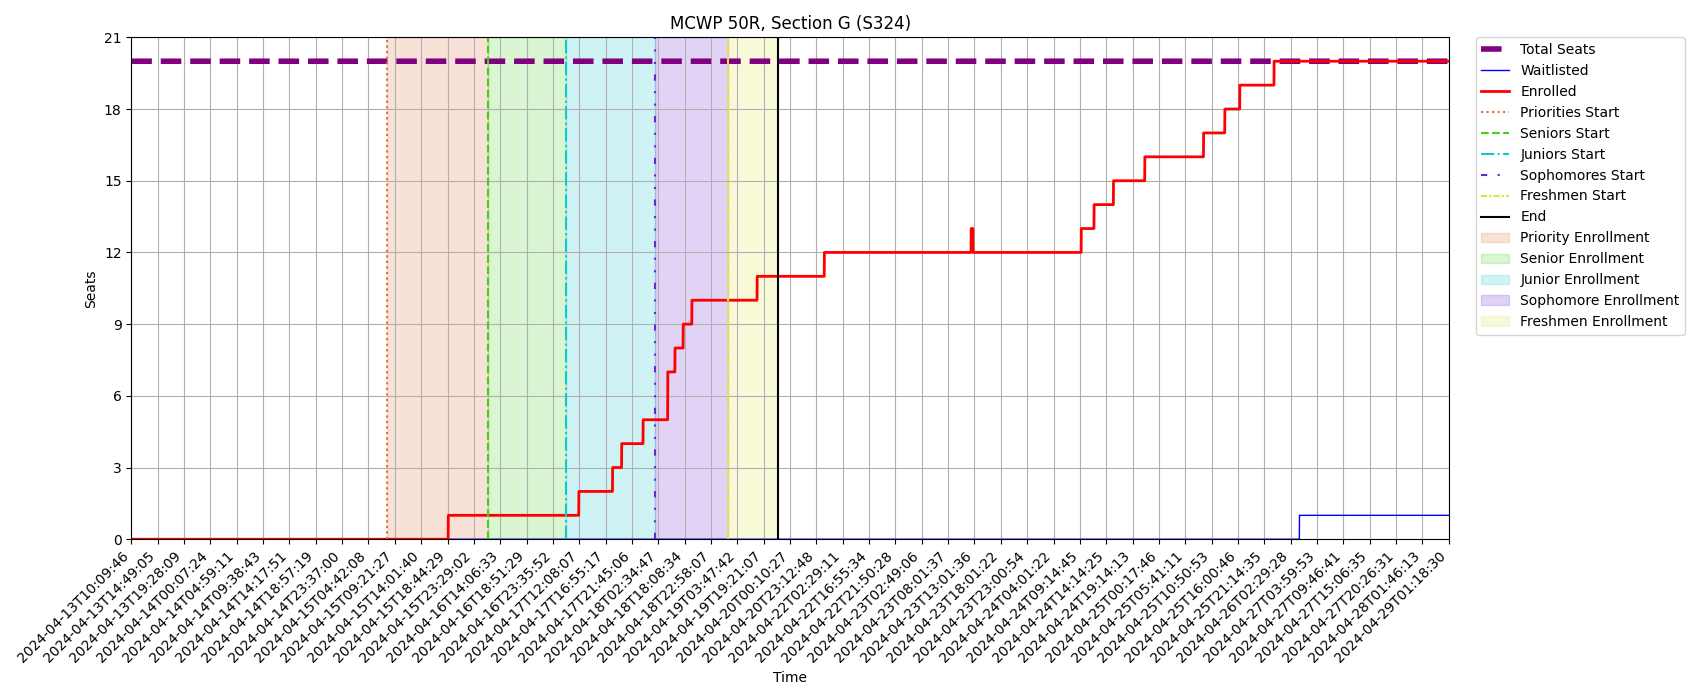 MCWP 50R, Section G (S324)
21
18
15
12
9
6
3
0
Seats
2024-04-13T10:09:46
2024-04-13T14:49:05
2024-04-13T19:28:09
2024-04-14T00:07:24
2024-04-14T04:59:11
2024-04-14T09:38:43
2024-04-14T14:17:51
2024-04-14T18:57:19
2024-04-14T23:37:00
2024-04-15T04:42:08
2024-04-15T09:21:27
2024-04-15T14:01:40
2024-04-15T18:44:29
2024-04-15T23:29:02
2024-04-16T14:06:33
2024-04-16T18:51:29
2024-04-16T23:35:52
2024-04-17T12:08:07
2024-04-17T16:55:17
2024-04-17T21:45:06
2024-04-18T02:34:47
2024-04-18T18:08:34
2024-04-18T22:58:07
2024-04-19T03:47:42
2024-04-19T19:21:07
2024-04-20T00:10:27
2024-04-20T23:12:48
2024-04-22T02:29:11
2024-04-22T16:55:34
2024-04-22T21:50:28
2024-04-23T02:49:06
2024-04-23T08:01:37
2024-04-23T13:01:36
2024-04-23T18:01:22
2024-04-23T23:00:54
2024-04-24T04:01:22
2024-04-24T09:14:45
2024-04-24T14:14:25
2024-04-24T19:14:13
2024-04-25T00:17:46
2024-04-25T05:41:11
2024-04-25T10:50:53
2024-04-25T16:00:46
2024-04-25T21:14:35
2024-04-26T02:29:28
2024-04-27T03:59:53
2024-04-27T09:46:41
2024-04-27T15:06:35
2024-04-27T20:26:31
2024-04-28T01:46:13
2024-04-29T01:18:30
Time
Total Seats
Waitlisted
Enrolled
Priorities Start
Seniors Start
Juniors Start
Sophomores Start
Freshmen Start
End
Priority Enrollment
Senior Enrollment
Junior Enrollment
Sophomore Enrollment
Freshmen Enrollment